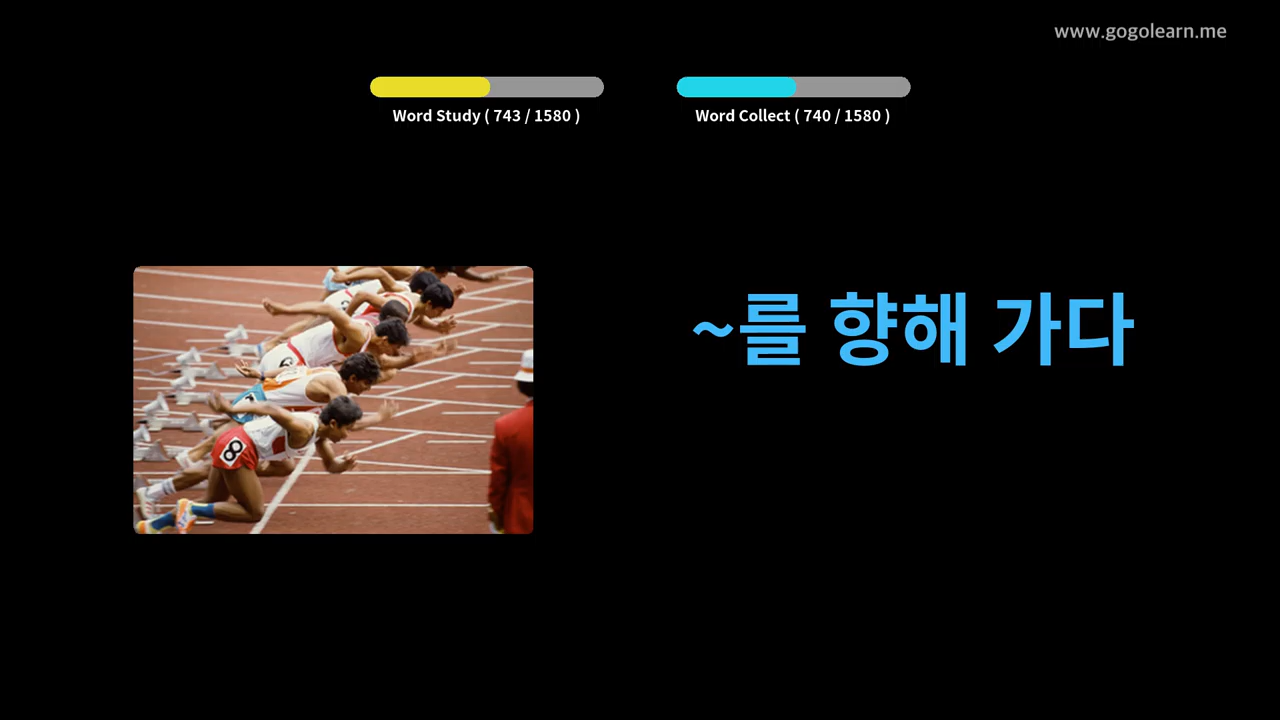 www.gogolearn.me
Word Study ( 743 / 1580 )
Word Collect ( 740 / 1580 )
~를 향해 가다
8